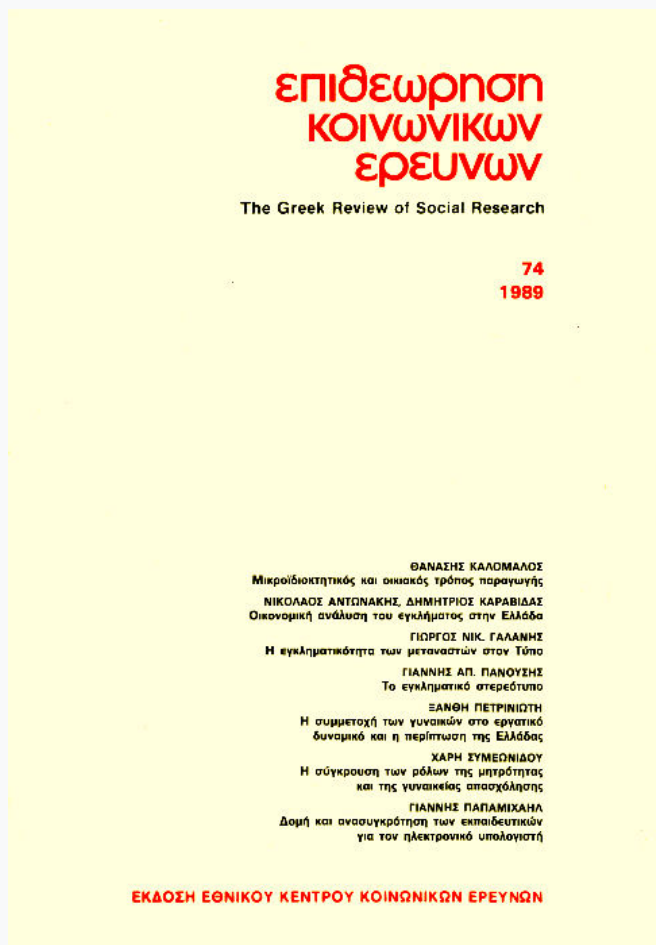 επιθεωρηση
κοινωνικων
ερευνων
The Greek Review of Social Research
74
1989
ΘΑΝΑΣΗΣ ΚΑΛΟΜΑΛΟΣ
Μικροϊδιοκτητικός και οικιακός τρόπος παραγωγής
ΝΙΚΟΛΑΟΣ ΑΝΤΩΝΑΚΗΣ, ΔΗΜΗΤΡΙΟΣ ΚΑΡΑΒΙΔΑΣ
Οικονομική ανάλυση του εγκλήματος στην Ελλάδα
ΓΙΩΡΓΟΣ ΝΙΚ. ΓΑΛΑΝΗΣ
Η εγκληματικότητα των μεταναστών στον Τύπο
ΓΙΑΝΝΗΣ ΑΠ. ΠΑΝΟΥΣΗΣ
Το εγκληματικό στερεότυπο
ΞΑΝΘΗ ΠΕΤΡΙΝΙΩΤΗ
Η συμμετοχή των γυναικών στο εργατικό
δυναμικό και η περίπτωση της Ελλάδας
ΧΑΡΗ ΣΥΜΕΩΝΙΔΟΥ
Η σύγκρουση των ρόλων της μητρότητας
και της γυναικείας απασχόλησης
ΓΙΑΝΝΗΣ ΠΑΠΑΜΙΧΑΗΛ
Δομή και ανασυγκρότηση των εκπαιδευτικών
για τον ηλεκτρονικό υπολογιστή
ΕΚΔΟΣΗ ΕΘΝΙΚΟΥ ΚΕΝΤΡΟΥ ΚΟΙΝΩΝΙΚΩΝ ΕΡΕΥΝΩΝ